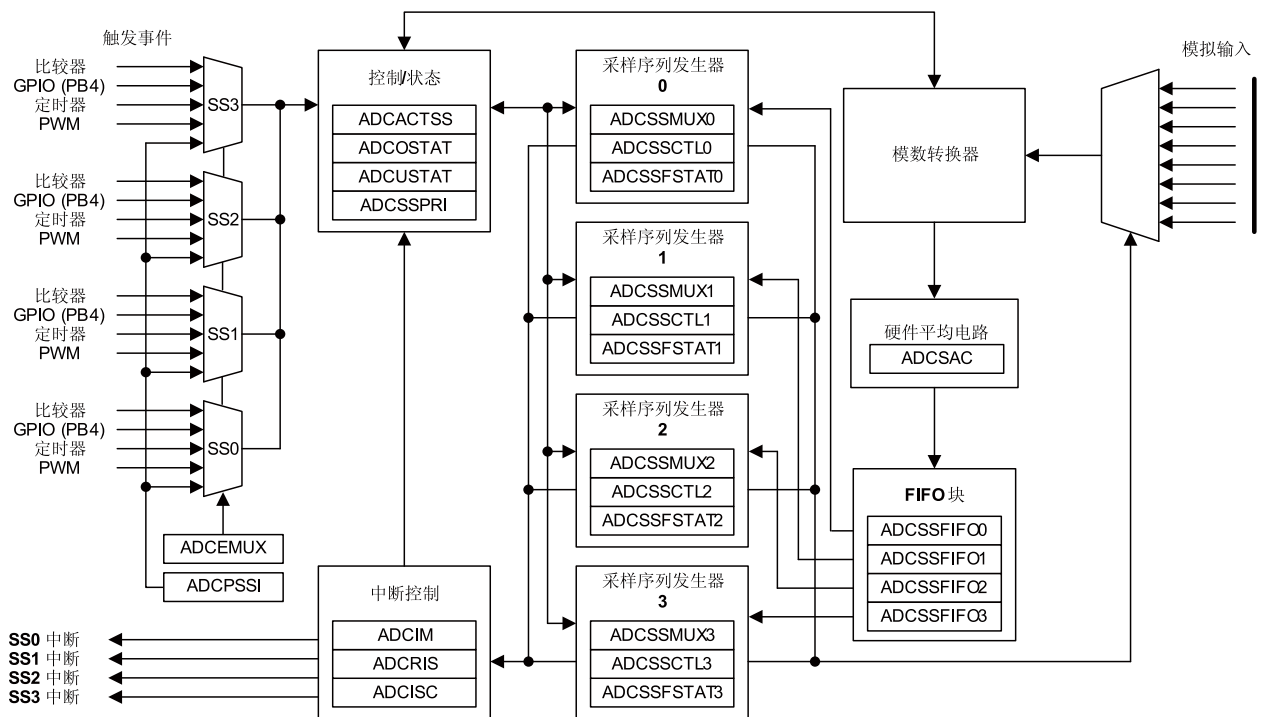 触发事件
比较器
GPIO (PB4)
定时器
PWM
SS3
比较器
GPIO (PB4)
定时器
PWM
SS2
比较器
GPIO (PB4)
定时器
PWM
SS1
比较器
GPIO (PB4)
定时器
PWM
SS0
ADCEMUX
ADCPSSI
控制/状态
ADCACTSS
ADCOSTAT
ADCUSTAT
ADCSSPRI
中断控制
ADCIM
ADCRIS
ADCISC
SS0 中断
SS1 中断
SS2 中断
SS3 中断
采样序列发生器
0
ADCSSMUX0
ADCSSCTL0
ADCSSFSTAT0
采样序列发生器
1
ADCSSMUX1
ADCSSCTL1
ADCSSFSTAT1
采样序列发生器
2
ADCSSMUX2
ADCSSCTL2
ADCSSFSTAT2
采样序列发生器
3
ADCSSMUX3
ADCSSCTL3
ADCSSFSTAT3
模数转换器
模拟输入
硬件平均电路
ADCSAC
FIFO 块
ADCSSFIFO0
ADCSSFIFO1
ADCSSFIFO2
ADCSSFIFO3